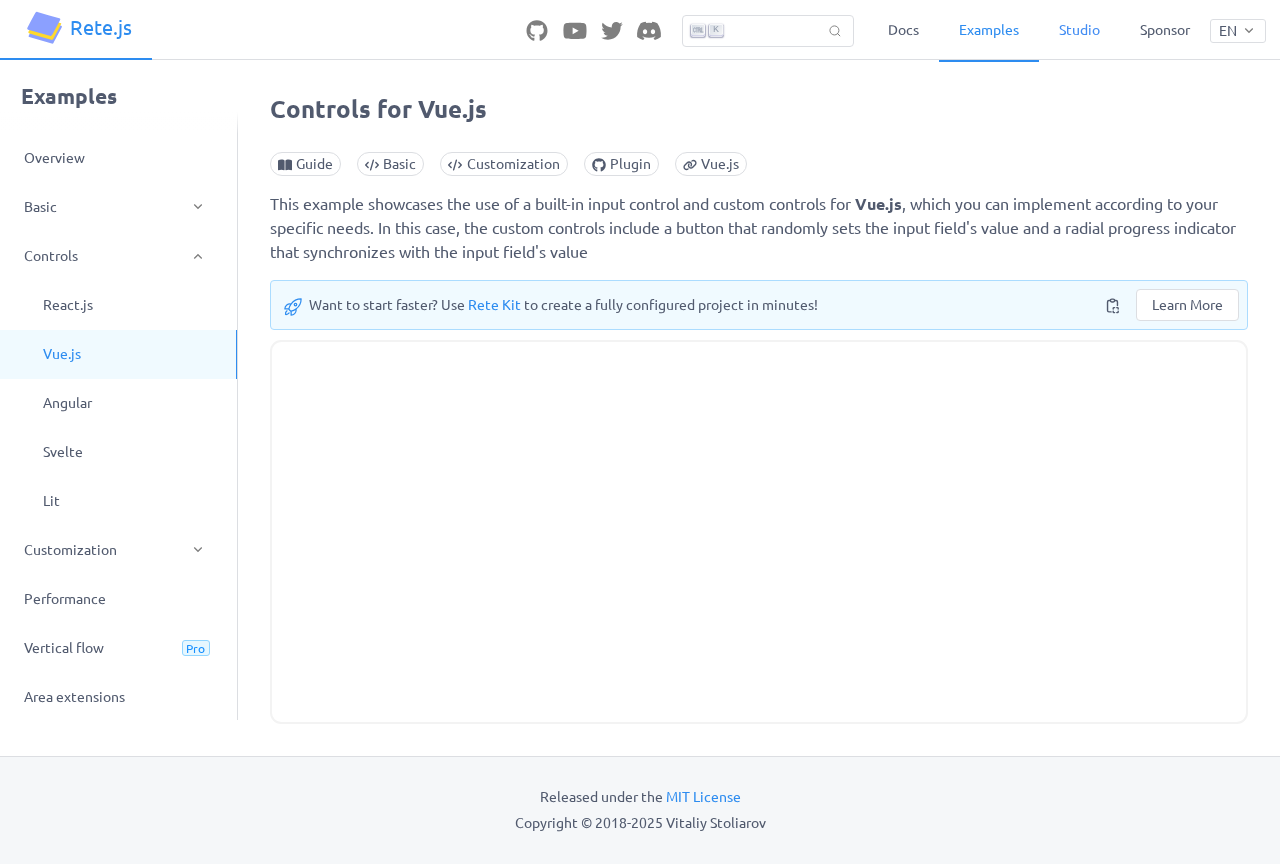 Rete.js
K
Docs
Examples
Studio
Sponsor
EN
Examples
Overview
Basic
Controls
React.js
Vue.js
Angular
Svelte
Lit
Customization
Performance
Vertical flow
Pro
Area extensions
Controls for Vue.js
Guide
Basic
Customization
Plugin
Vue.js
This example showcases the use of a built-in input control and custom controls for Vue.js, which you can implement according to your
specific needs. In this case, the custom controls include a button that randomly sets the input field's value and a radial progress indicator
that synchronizes with the input field's value
Want to start faster? Use Rete Kit to create a fully configured project in minutes!
Learn More
Released under the MIT License
Copyright © 2018-2025 Vitaliy Stoliarov